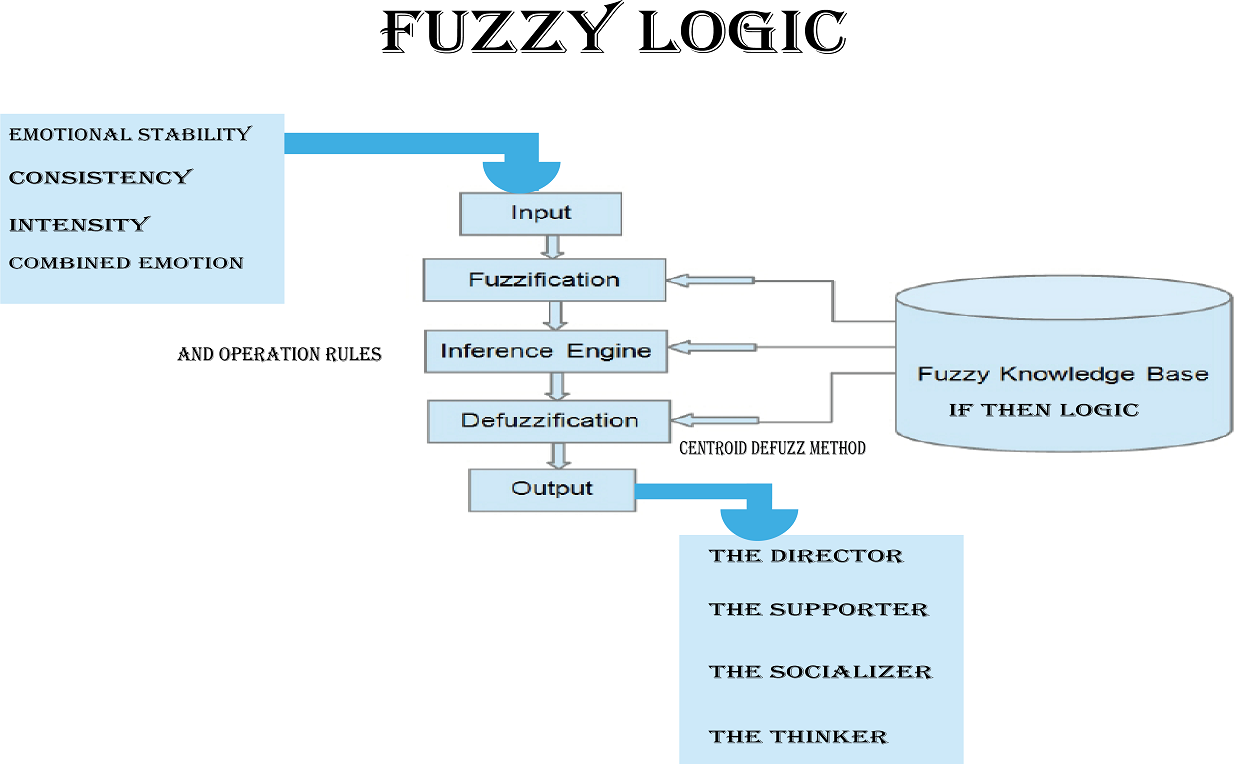 FUZZY LOGIC
EMOTIONAL STABILITY
CONSISTENCY
INTENSITY
COMBINED EMOTION
Input
Fuzzification
AND OPERATION RULES
Inference Engine
Fuzzy Knowledge Base
IF THEN LOGIC
Defuzzification
CENTROID DEFUZZ METHOD
Output
THE DIRECTOR
THE SUPPORTER
THE SOCIALIZER
THE THINKER